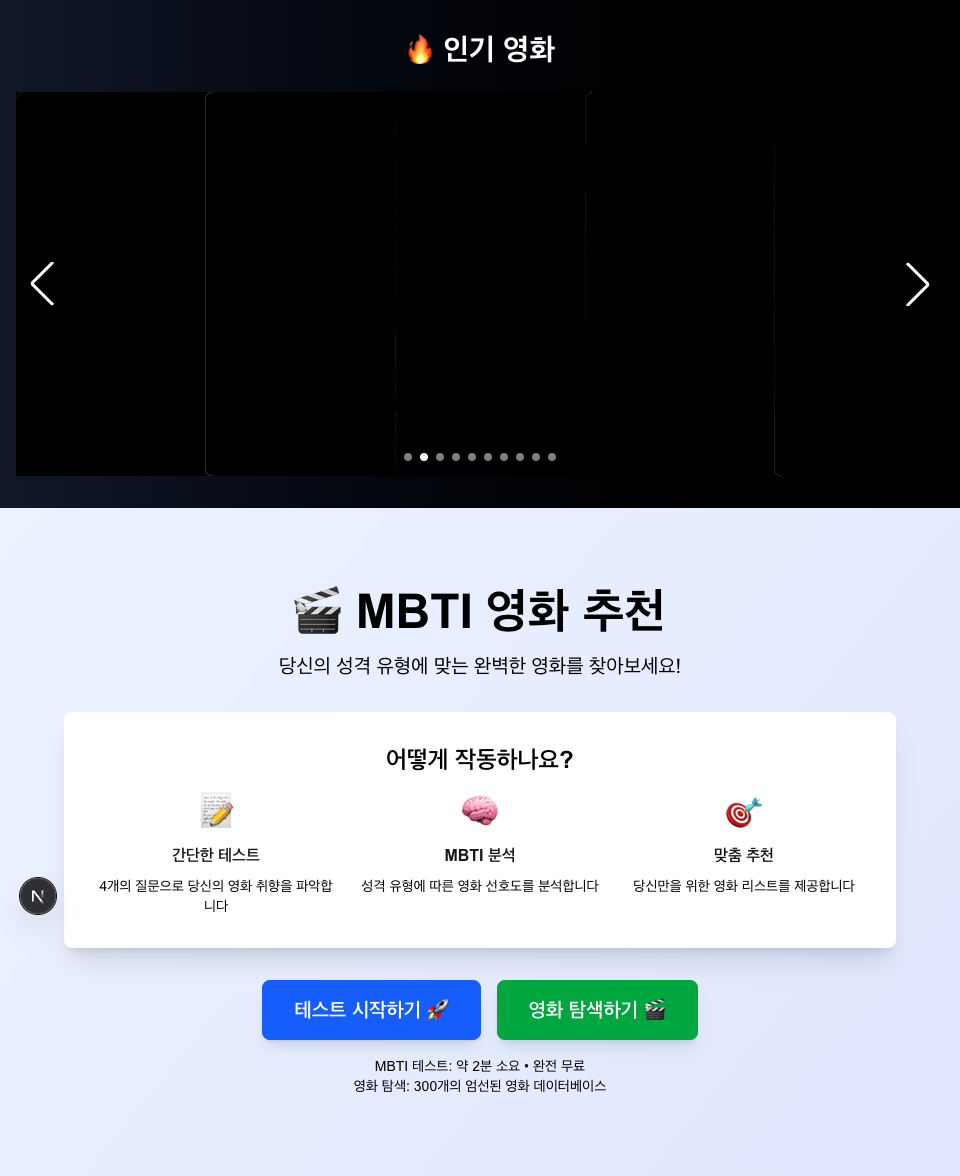 🔥 인기 영화
🎬 MBTI 영화 추천
당신의 성격 유형에 맞는 완벽한 영화를 찾아보세요!
어떻게 작동하나요?
간단한 테스트
4개의 질문으로 당신의 영화 취향을 파악합
니다
MBTI 분석
성격 유형에 따른 영화 선호도를 분석합니다
맞춤 추천
당신만을 위한 영화 리스트를 제공합니다
N
테스트 시작하기 🚀
영화 탐색하기 🎬
MBTI 테스트: 약 2분 소요 • 완전 무료
영화 탐색: 300개의 엄선된 영화 데이터베이스